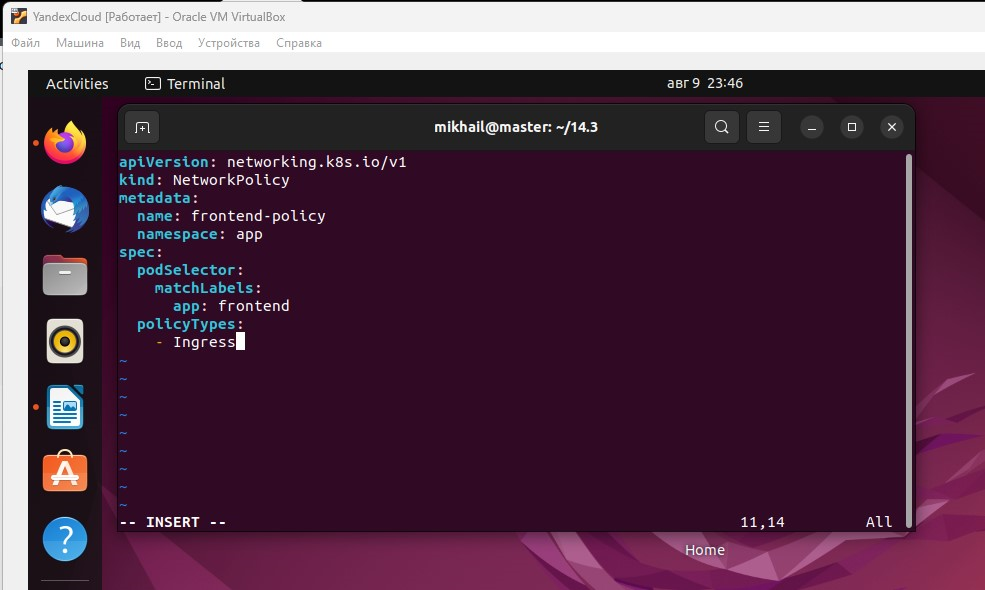 YandexCloud [Работает] - Oracle VM VirtualBox
Файл Машина Вид Ввод Устройства Справка
Activities Terminal авг 9 23:46
mikhail@master: ~/14.3
apiVersion: networking.k8s.io/v1
kind: NetworkPolicy
metadata:
  name: frontend-policy
  namespace: app
spec:
  podSelector:
    matchLabels:
      app: frontend
  policyTypes:
    - Ingress
~
~
~
~
~
~
~
~
~
-- INSERT -- 11,14 All
Home